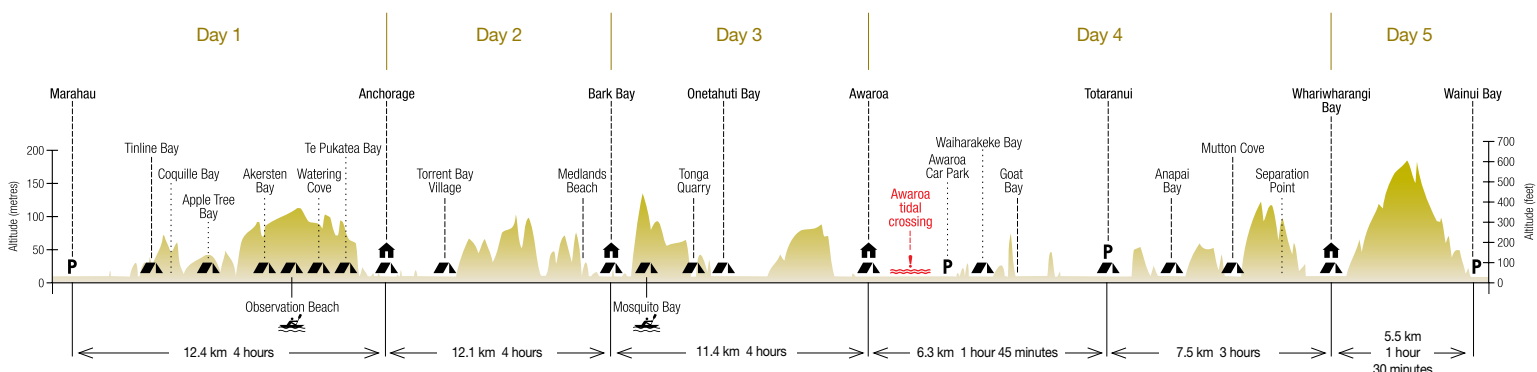 Day 1
Day 2
Day 3
Day 4
Day 5
Marahau
Anchorage
Bark Bay
Onetahuti Bay
Awaroa
Totaranui
Whariwharangi
Bay
Wainui Bay
Tinline Bay
Coquille Bay
Apple Tree
Bay
Akersten
Bay
Watering
Cove
Te Pukatea Bay
Torrent Bay
Village
Medlands
Beach
Tonga
Quarry
Awaroa
tidal
crossing
Awaroa
Car Park
Waiharakeke Bay
Goat
Bay
Anapai
Bay
Mutton Cove
Separation
Point
Altitude (metres)
200
150
100
50
0
Altitude (feet)
700
600
500
400
300
200
100
0
P
P
P
P
!
Observation Beach
Mosquito Bay
12.4 km 4 hours
12.1 km 4 hours
11.4 km 4 hours
6.3 km 1 hour 45 minutes
7.5 km 3 hours
5.5 km
1 hour
30 minutes